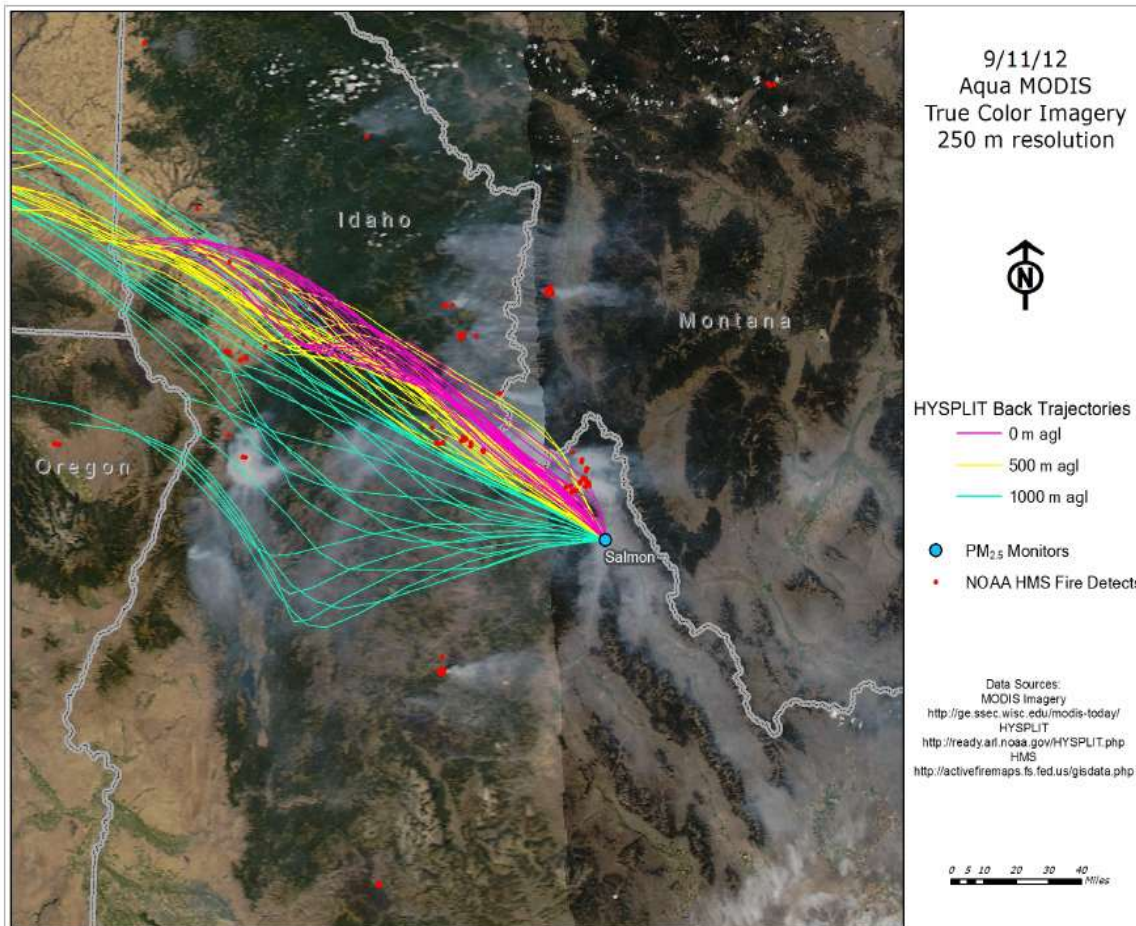 9/11/12
Aqua MODIS
True Color Imagery
250 m resolution
N
Idaho
Montana
Oregon
Salmon
HYSPLIT Back Trajectories
0 m agl
500 m agl
1000 m agl
PM2.5 Monitors
NOAA HMS Fire Detects
Data Sources:
MODIS Imagery
http://ge.ssec.wisc.edu/modis-today/
HYSPLIT
http://ready.arl.noaa.gov/HYSPLIT.php
HMS
http://activefiremaps.fs.fed.us/gisdata.php
0 5 10 20 30 40
Miles